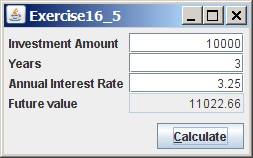 Exercise16_5
Investment Amount 10000
Years 3
Annual Interest Rate 3.25
Future value 11022.66
Calculate